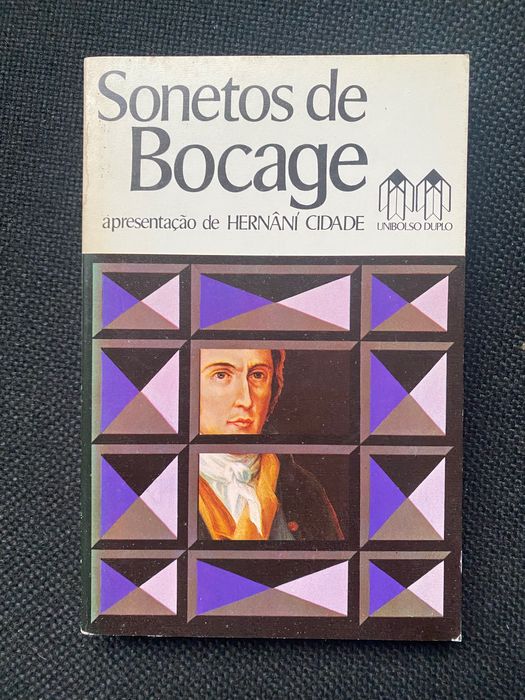 Sonetos de
Bocage
apresentação de HERNÂNÍ CIDADE
UNIBOLSO DUPLO